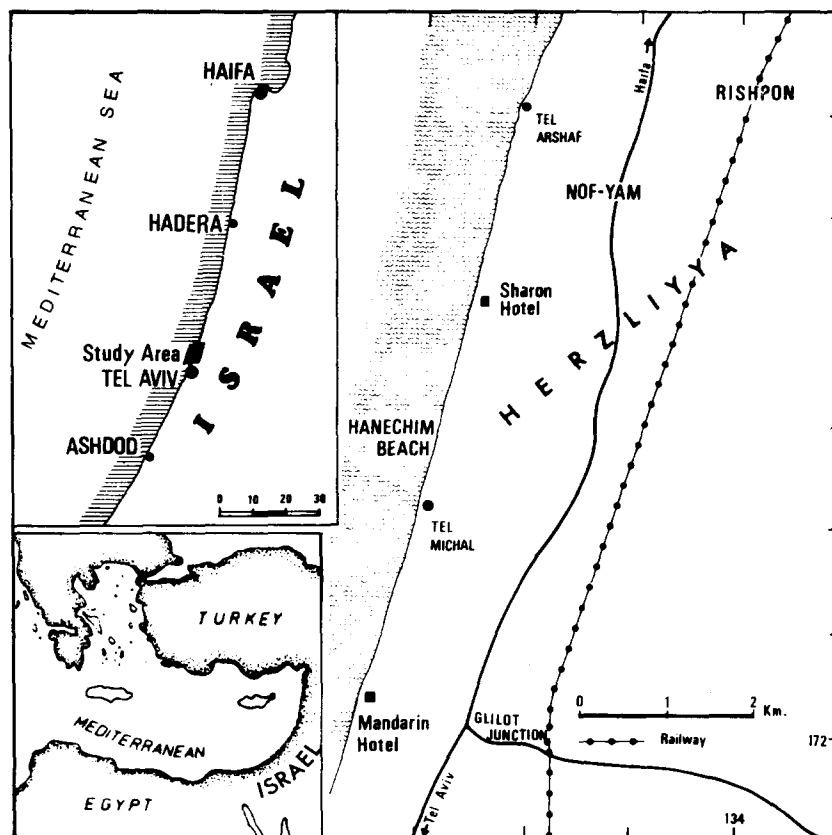 MEDITERRANEAN SEA
HAIFA
HADERA
ISRAEL
Study Area
TEL AVIV
ASHDOD
0 10 20 30
TURKEY
MEDITERRANEAN
ISRAEL
EGYPT
Haifa
RISHPON
TEL
ARSHAF
NOF-YAM
Sharon
Hotel
HERZLIYYA
HANECHIM
BEACH
TEL
MICHAL
Mandarin
Hotel
GLILOT
JUNCTION
0 1 2
Km.
Railway
172
Tel Aviv
134